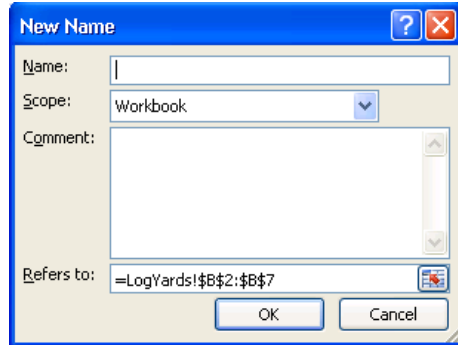 New Name
Name:
Scope: Workbook
Comment:
Refers to: =LogYards!$B$2:$B$7
OK Cancel